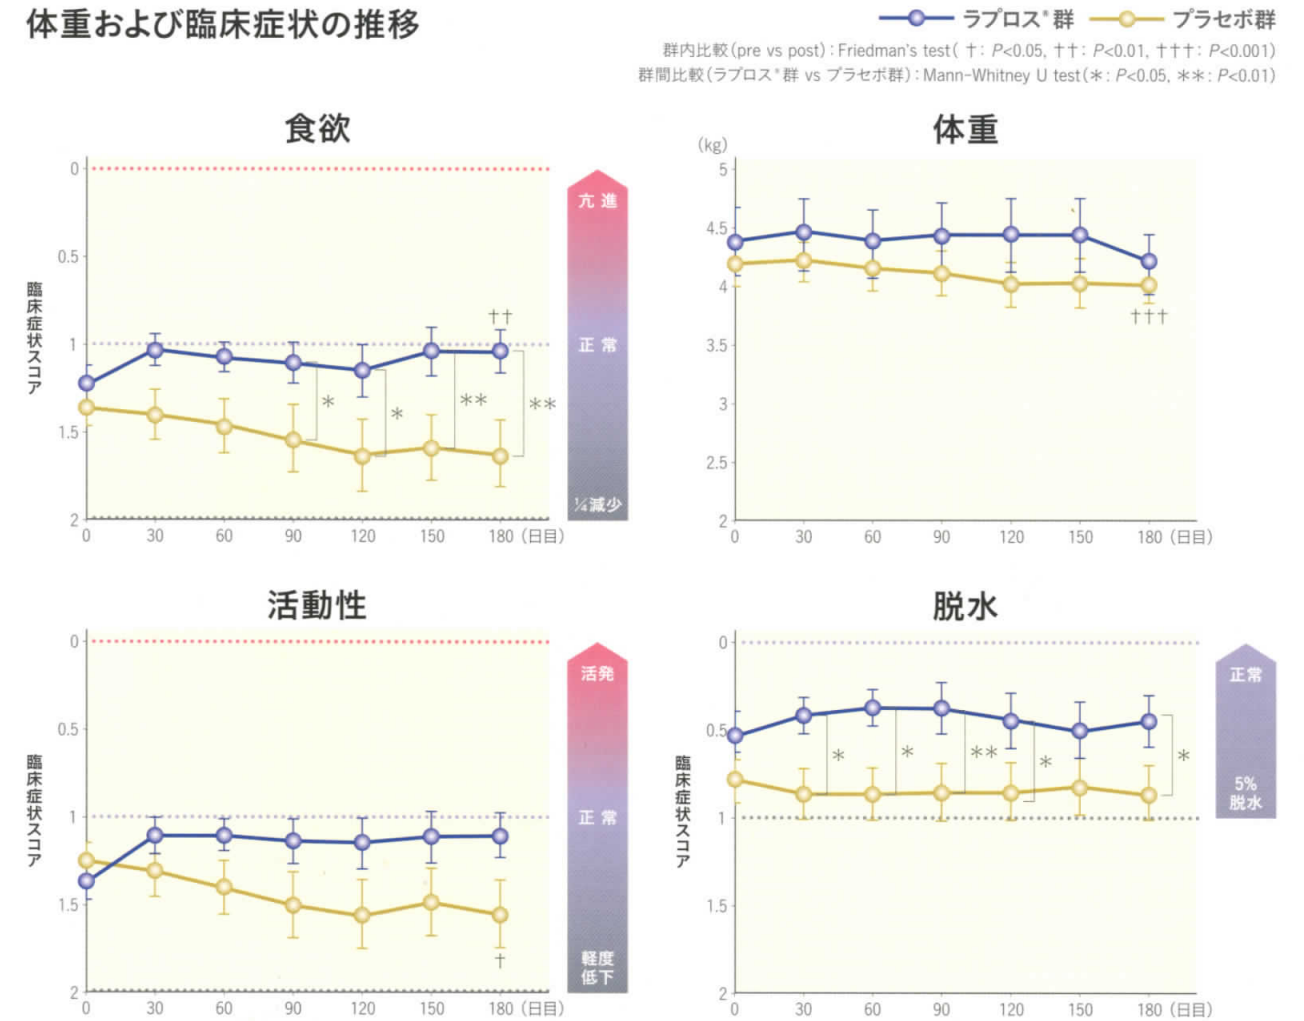 体重および臨床症状の推移
ラプロス®群 プラセボ群
群内比較(pre vs post):Friedman's test( †: P<0.05, ††: P<0.01, †††: P<0.001)
群間比較(ラプロス®群 vs プラセボ群):Mann-Whitney U test(*: P<0.05, **: P<0.01)
食欲
臨床症状スコア
0
0.5
1
1.5
2
0 30 60 90 120 150 180 (日目)
††
*
*
**
**
亢進
正常
¼減少
体重
(kg)
5
4.5
4
3.5
3
2.5
2
0 30 60 90 120 150 180 (日目)
†††
活動性
臨床症状スコア
0
0.5
1
1.5
2
0 30 60 90 120 150 180 (日目)
†
活発
正常
軽度
低下
脱水
臨床症状スコア
0
0.5
1
1.5
2
0 30 60 90 120 150 180 (日目)
*
*
**
*
*
正常
5%
脱水